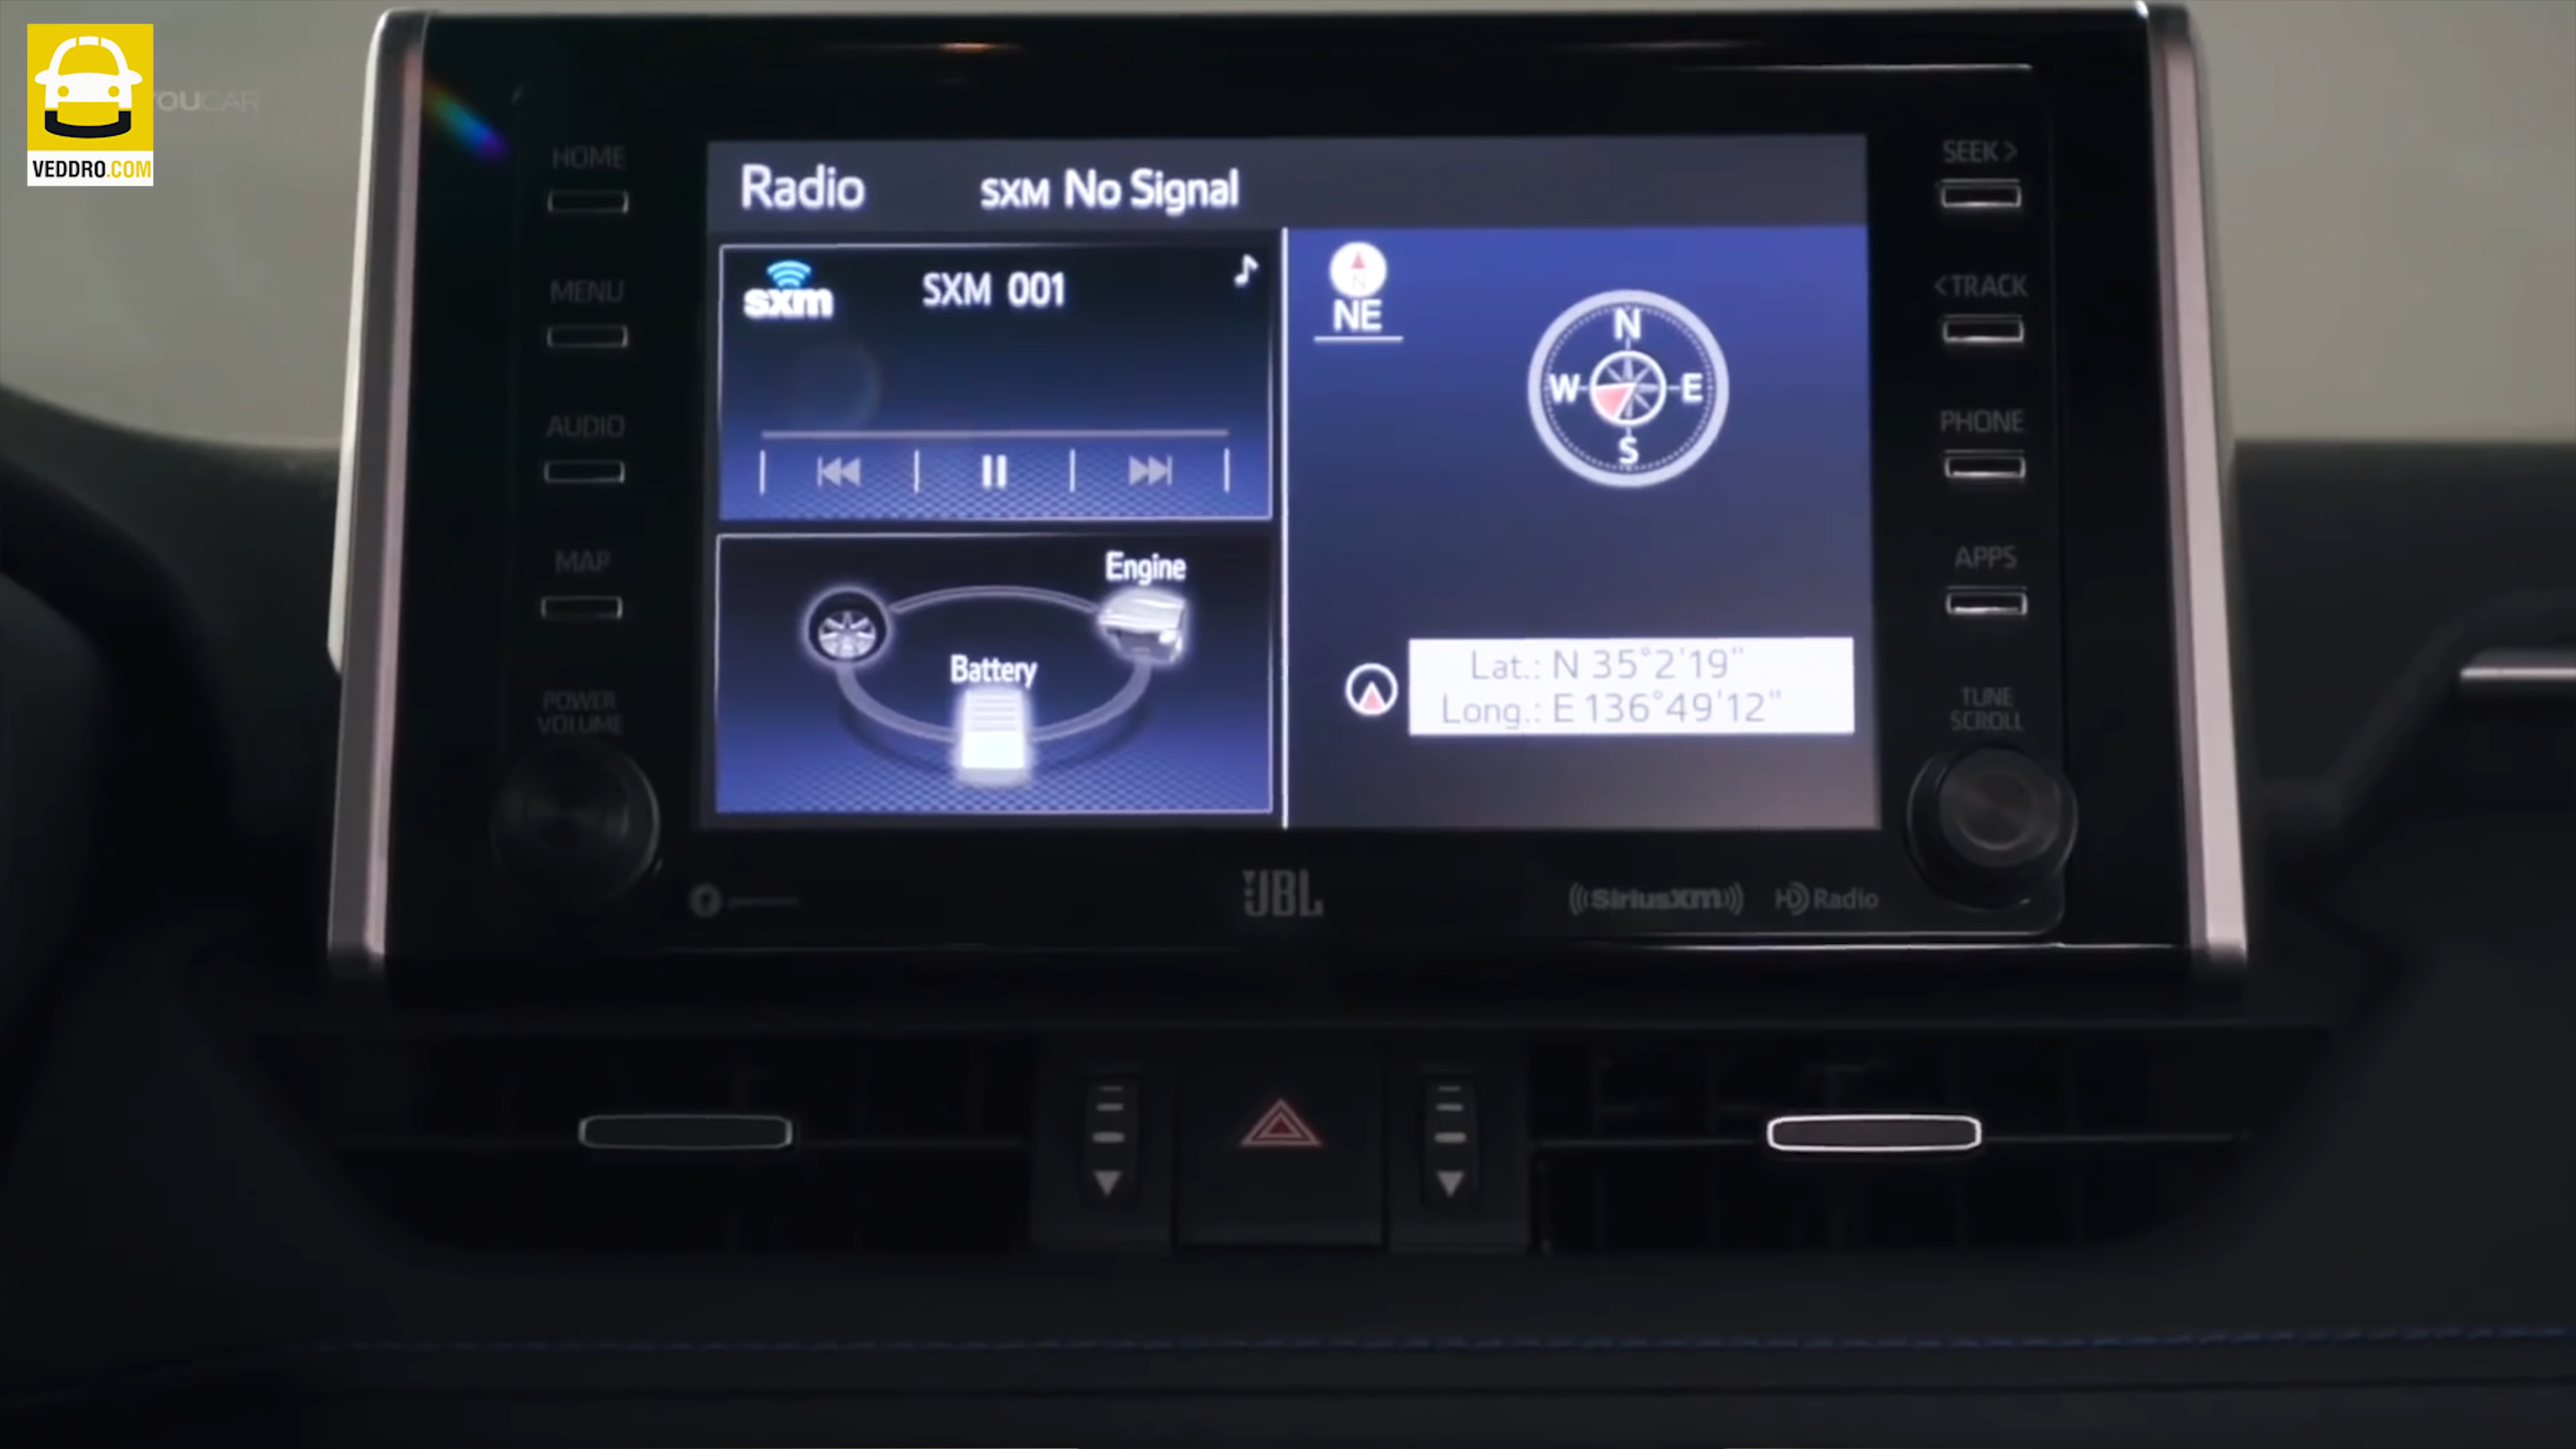 YOUCAR
VEDDRO.COM
HOME
MENU
AUDIO
MAP
POWER
VOLUME
Radio
SXM No Signal
sxm
SXM 001
Engine
Battery
N
NE
N
W
E
S
Lat.: N 35°2'19"
Long.: E 136°49'12"
SEEK >
< TRACK
PHONE
APPS
TUNE
SCROLL
JBL
((SiriusXM))
HD Radio